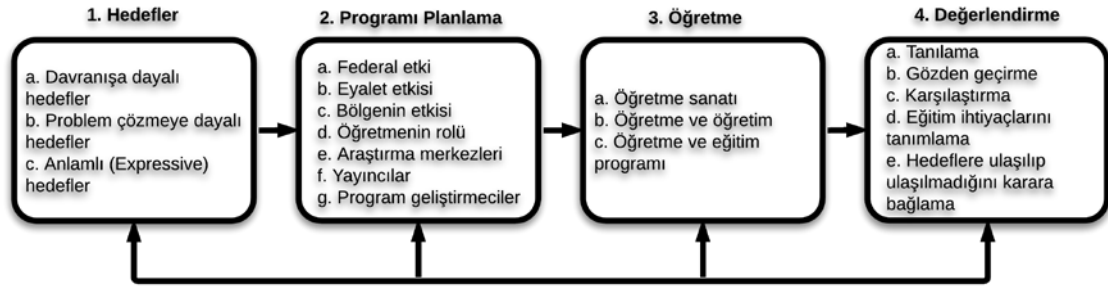 1. Hedefler
a. Davranışa dayalı
hedefler
b. Problem çözmeye dayalı
hedefler
c. Anlamlı (Expressive)
hedefler
2. Programı Planlama
a. Federal etki
b. Eyalet etkisi
c. Bölgenin etkisi
d. Öğretmenin rolü
e. Araştırma merkezleri
f. Yayıncılar
g. Program geliştirmeciler
3. Öğretme
a. Öğretme sanatı
b. Öğretme ve öğretim
c. Öğretme ve eğitim
programı
4. Değerlendirme
a. Tanılama
b. Gözden geçirme
c. Karşılaştırma
d. Eğitim ihtiyaçlarını
tanımlama
e. Hedeflere ulaşılıp
ulaşılmadığını karara
bağlama